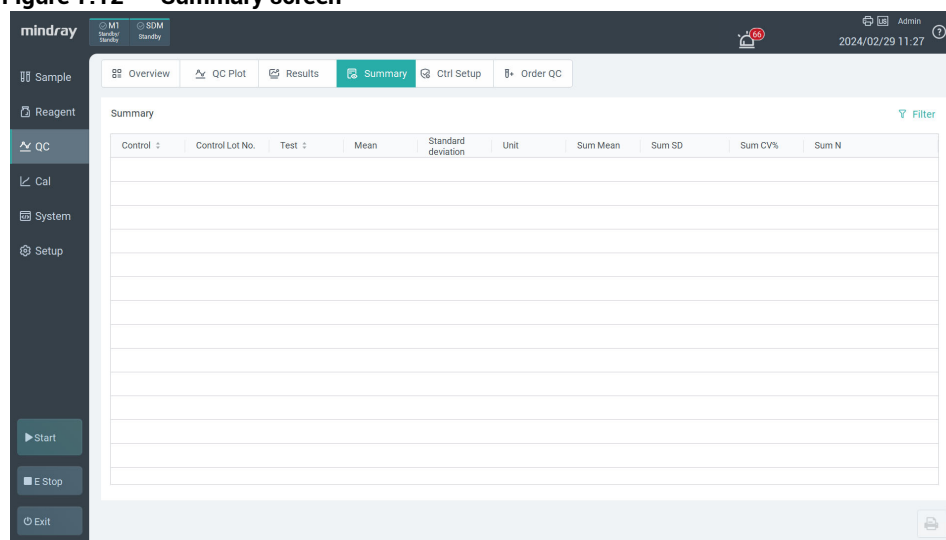 Figure 1.12 Summary screen
mindray
M1
Standby/
Standby
SDM
Standby
66
US Admin
2024/02/29 11:27
?
Sample
Reagent
QC
Cal
System
Setup
Start
E Stop
Exit
Overview QC Plot Results Summary Ctrl Setup Order QC
Summary
Filter
Control Control Lot No. Test Mean Standard deviation Unit Sum Mean Sum SD Sum CV% Sum N